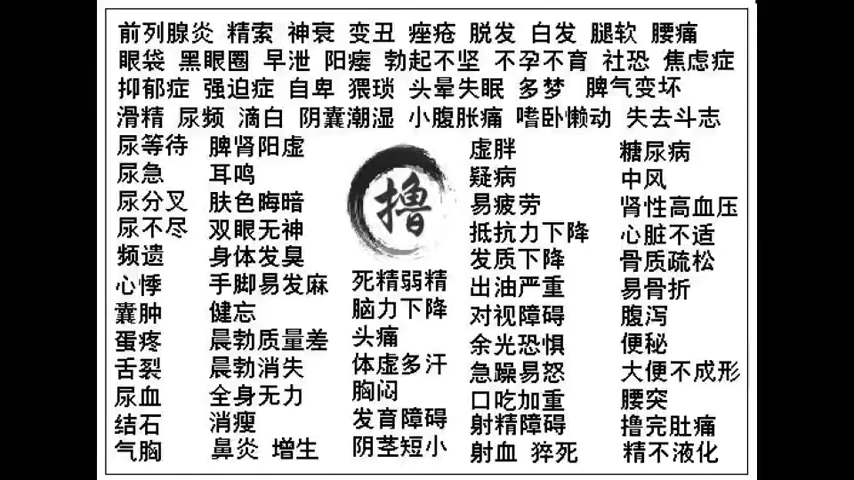 前列腺炎 精索 神衰 变丑 痤疮 脱发 白发 腿软 腰痛
眼袋 黑眼圈 早泄 阳痿 勃起不坚 不孕不育 社恐 焦虑症
抑郁症 强迫症 自卑 猥琐 头晕失眠 多梦 脾气变坏
滑精 尿频 滴白 阴囊潮湿 小腹胀痛 嗜卧懒动 失去斗志
尿等待
尿急
尿分叉
尿不尽
频遗
心悸
囊肿
蛋疼
舌裂
尿血
结石
气胸
脾肾阳虚
耳鸣
肤色晦暗
双眼无神
身体发臭
手脚易发麻
健忘
晨勃质量差
晨勃消失
全身无力
消瘦
鼻炎 增生
撸
死精弱精
脑力下降
头痛
体虚多汗
胸闷
发育障碍
阴茎短小
虚胖
疑病
易疲劳
抵抗力下降
发质下降
出油严重
对视障碍
余光恐惧
急躁易怒
口吃加重
射精障碍
射血 猝死
糖尿病
中风
肾性高血压
心脏不适
骨质疏松
易骨折
腹泻
便秘
大便不成形
腰突
撸完肚痛
精不液化